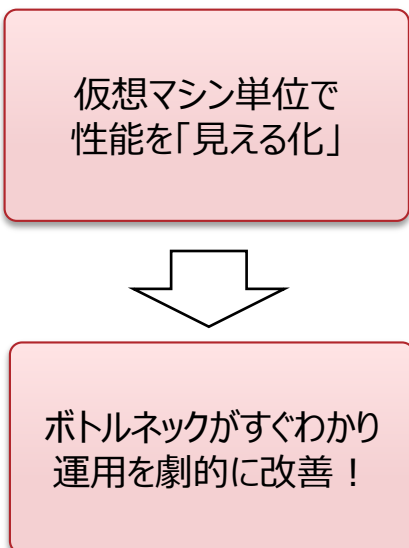 仮想マシン単位で
性能を「見える化」
ボトルネックがすぐわかり
運用を劇的に改善！